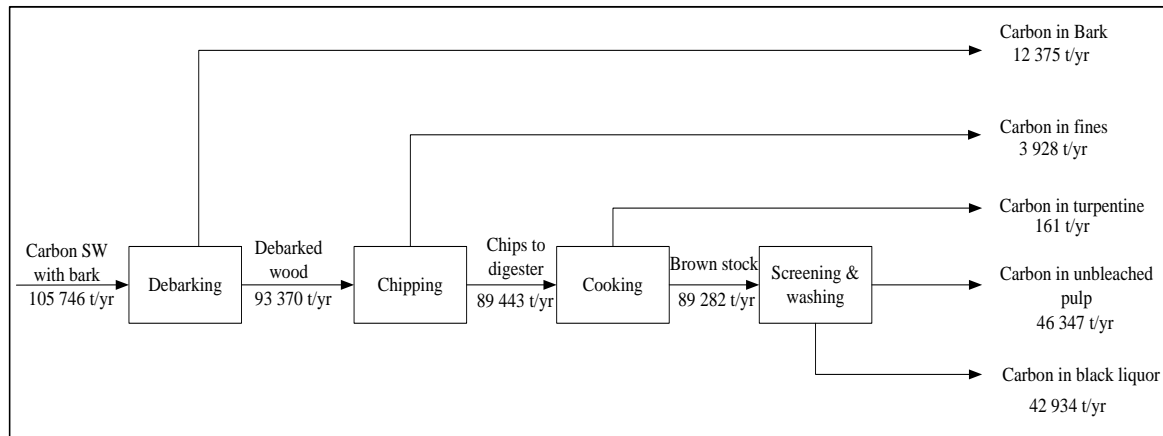 Carbon in Bark
12 375 t/yr
Carbon in fines
3 928 t/yr
Carbon in turpentine
161 t/yr
Carbon SW
with bark
105 746 t/yr
Debarking
Debarked
wood
93 370 t/yr
Chipping
Chips to
digester
89 443 t/yr
Cooking
Brown stock
89 282 t/yr
Screening &
washing
Carbon in unbleached
pulp
46 347 t/yr
Carbon in black liquor
42 934 t/yr